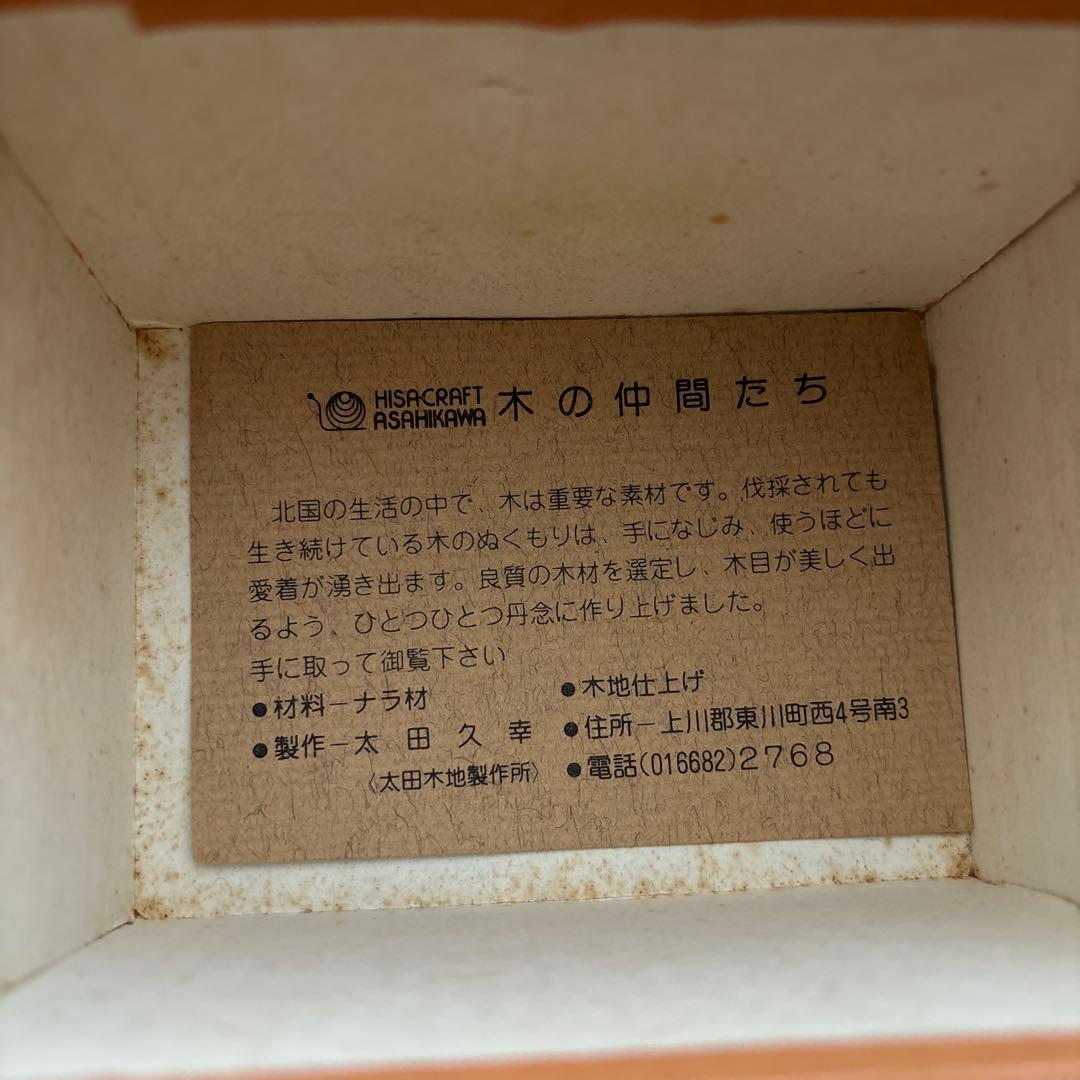 HISA-CRAFT
ASAHIKAWA
木の仲間たち
北国の生活の中で、木は重要な素材です。伐採されても
生き続けている木のぬくもりは、手になじみ、使うほどに
愛着が湧き出ます。良質の木材を選定し、木目が美しく出
るよう、ひとつひとつ丹念に作り上げました。
手に取って御覧下さい
●材料−ナラ材
●製作−太田久幸
〈太田木地製作所〉
●木地仕上げ
●住所−上川郡東川町西4号南3
●電話(016682)2768